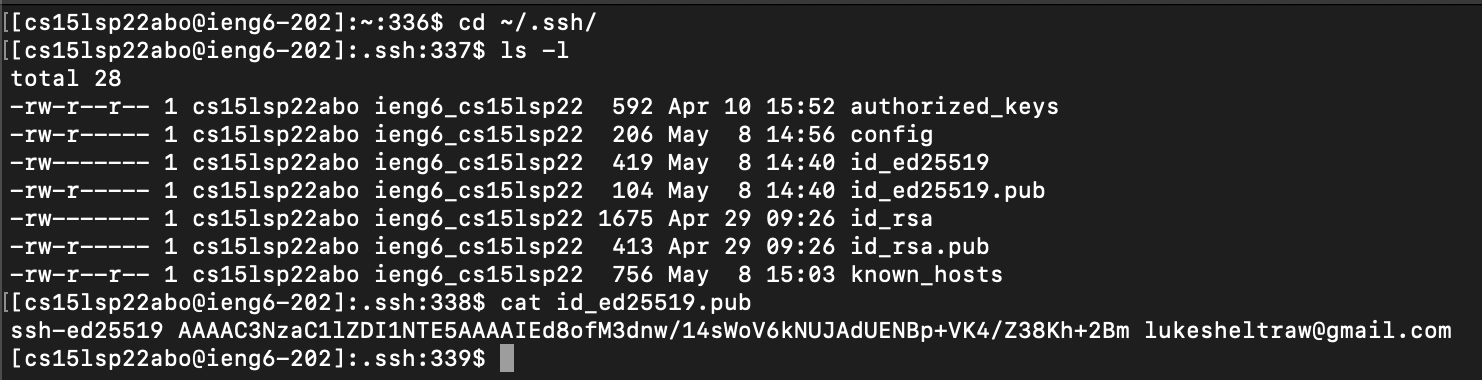 [[cs15lsp22abo@ieng6-202]:~:336$ cd ~/.ssh/
[[cs15lsp22abo@ieng6-202]:.ssh:337$ ls -l
total 28
-rw-r--r-- 1 cs15lsp22abo ieng6_cs15lsp22  592 Apr 10 15:52 authorized_keys
-rw-r----- 1 cs15lsp22abo ieng6_cs15lsp22  206 May  8 14:56 config
-rw------- 1 cs15lsp22abo ieng6_cs15lsp22  419 May  8 14:40 id_ed25519
-rw-r----- 1 cs15lsp22abo ieng6_cs15lsp22  104 May  8 14:40 id_ed25519.pub
-rw------- 1 cs15lsp22abo ieng6_cs15lsp22 1675 Apr 29 09:26 id_rsa
-rw-r----- 1 cs15lsp22abo ieng6_cs15lsp22  413 Apr 29 09:26 id_rsa.pub
-rw-r--r-- 1 cs15lsp22abo ieng6_cs15lsp22  756 May  8 15:03 known_hosts
[[cs15lsp22abo@ieng6-202]:.ssh:338$ cat id_ed25519.pub
ssh-ed25519 AAAAC3NzaC1lZDI1NTE5AAAAIEd8ofM3dnw/14sWoV6kNUJAdUENBp+VK4/Z38Kh+2Bm lukesheltraw@gmail.com
[cs15lsp22abo@ieng6-202]:.ssh:339$